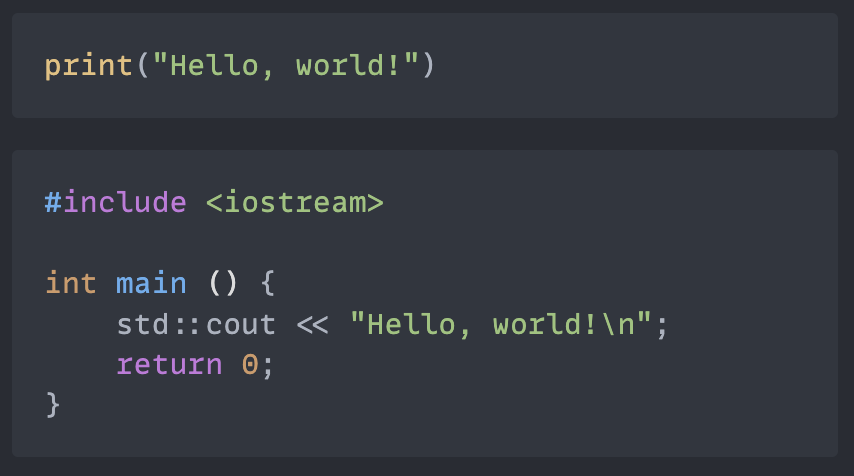 print("Hello, world!")
#include <iostream>
int main () {
    std::cout << "Hello, world!\n";
    return 0;
}